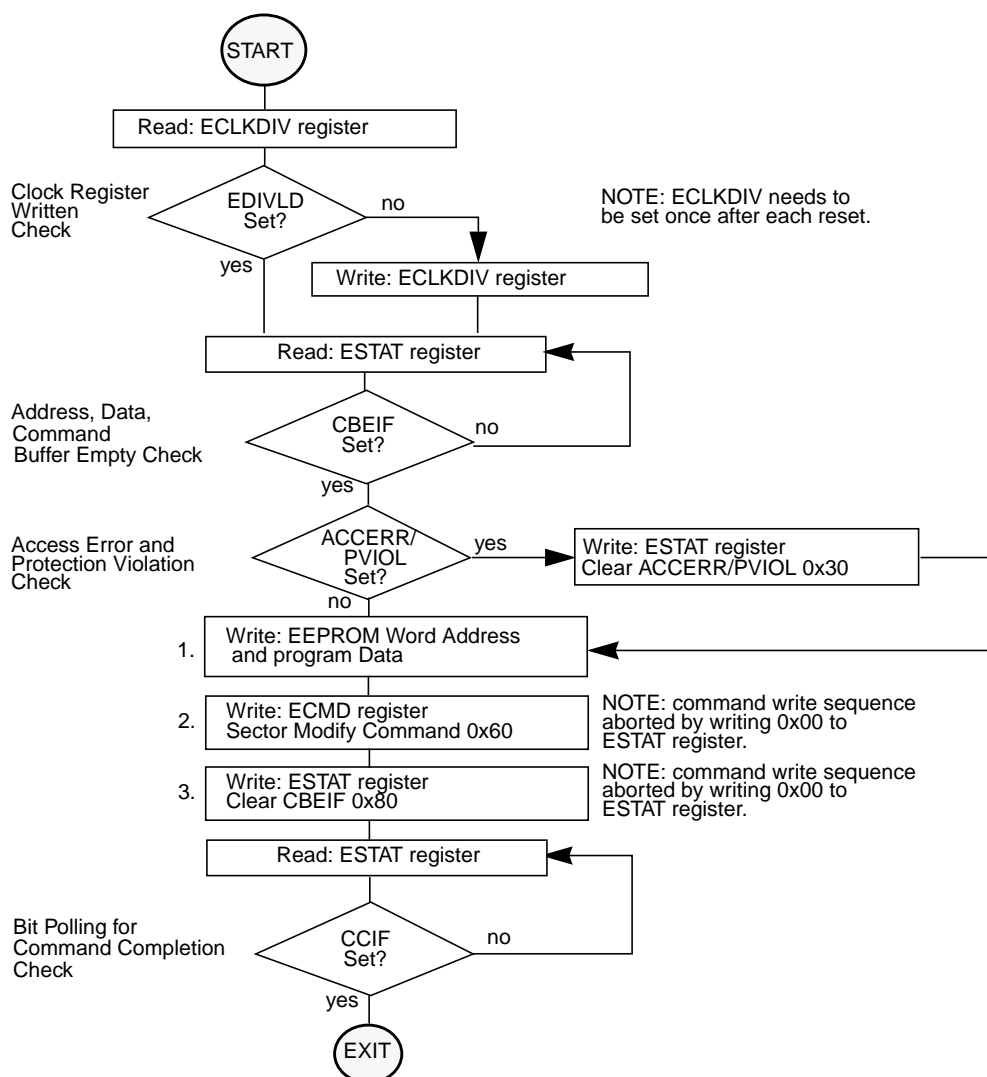 START
Read: ECLKDIV register
Clock Register
Written
Check
EDIVLD
Set?
no
yes
NOTE: ECLKDIV needs to
be set once after each reset.
Write: ECLKDIV register
Read: ESTAT register
Address, Data,
Command
Buffer Empty Check
CBEIF
Set?
no
yes
Access Error and
Protection Violation
Check
ACCERR/
PVIOL
Set?
yes
no
Write: ESTAT register
Clear ACCERR/PVIOL 0x30
1.
Write: EEPROM Word Address
and program Data
2.
Write: ECMD register
Sector Modify Command 0x60
NOTE: command write sequence
aborted by writing 0x00 to
ESTAT register.
3.
Write: ESTAT register
Clear CBEIF 0x80
NOTE: command write sequence
aborted by writing 0x00 to
ESTAT register.
Read: ESTAT register
Bit Polling for
Command Completion
Check
CCIF
Set?
no
yes
EXIT